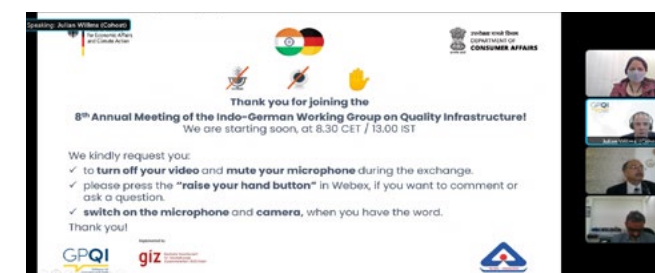 Speaking: Julian Wilms (Cohost)
for Economic Affairs
and Climate Action
उपभोक्ता मामले विभाग
DEPARTMENT OF
CONSUMER AFFAIRS
Thank you for joining the
8th Annual Meeting of the Indo-German Working Group on Quality Infrastructure!
We are starting soon, at 8.30 CET / 13.00 IST
We kindly request you:
✓ to turn off your video and mute your microphone during the exchange.
✓ please press the "raise your hand button" in Webex, if you want to comment or
ask a question.
✓ switch on the microphone and camera, when you have the word.
Thank you!
GPQI
giz
GPQI